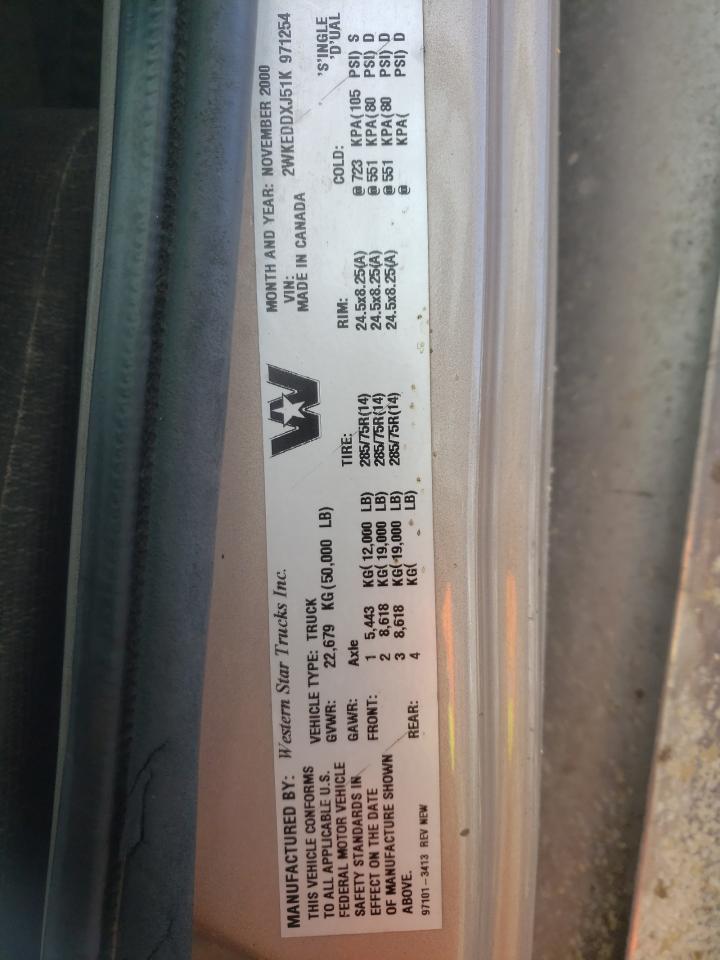 MANUFACTURED BY: Western Star Trucks Inc.
MONTH AND YEAR: NOVEMBER 2000
THIS VEHICLE CONFORMS
TO ALL APPLICABLE U.S.
FEDERAL MOTOR VEHICLE
SAFETY STANDARDS IN
EFFECT ON THE DATE
OF MANUFACTURE SHOWN
ABOVE.
97101-3413 REV NEW
VEHICLE TYPE: TRUCK
VIN: 2WKEDDXJ51K 971254
GVWR: 22,679 KG (50,000 LB)
MADE IN CANADA
'S'INGLE
'D'UAL
GAWR: Axle TIRE: RIM: COLD:
FRONT: 1 5,443 KG( 12,000 LB) 285/75R(14) 24.5x8.25(A) @ 723 KPA( 105 PSI) S
2 8,618 KG( 19,000 LB) 285/75R(14) 24.5x8.25(A) @ 551 KPA( 80 PSI) D
3 8,618 KG( 19,000 LB) 285/75R(14) 24.5x8.25(A) @ 551 KPA( 80 PSI) D
REAR: 4 KG( LB) @ KPA( PSI) D